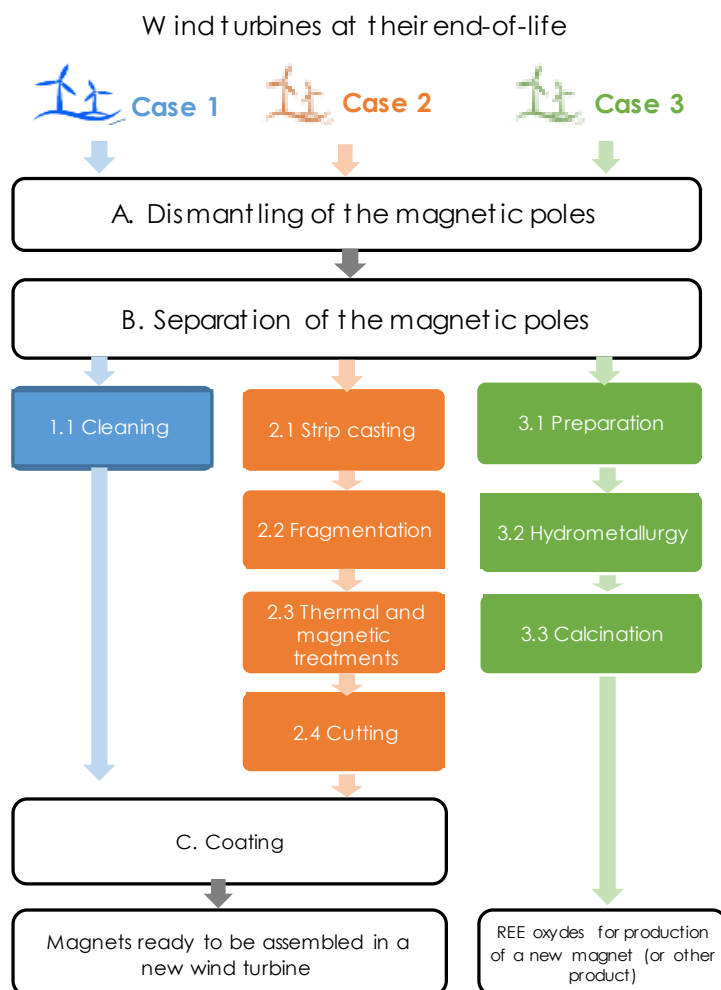 Wind turbines at their end-of-life
Case 1
Case 2
Case 3
A. Dismantling of the magnetic poles
B. Separation of the magnetic poles
1.1 Cleaning
2.1 Strip casting
3.1 Preparation
2.2 Fragmentation
3.2 Hydrometallurgy
2.3 Thermal and
magnetic
treatments
3.3 Calcination
2.4 Cutting
C. Coating
Magnets ready to be assembled in a
new wind turbine
REE oxydes for production
of a new magnet (or other
product)